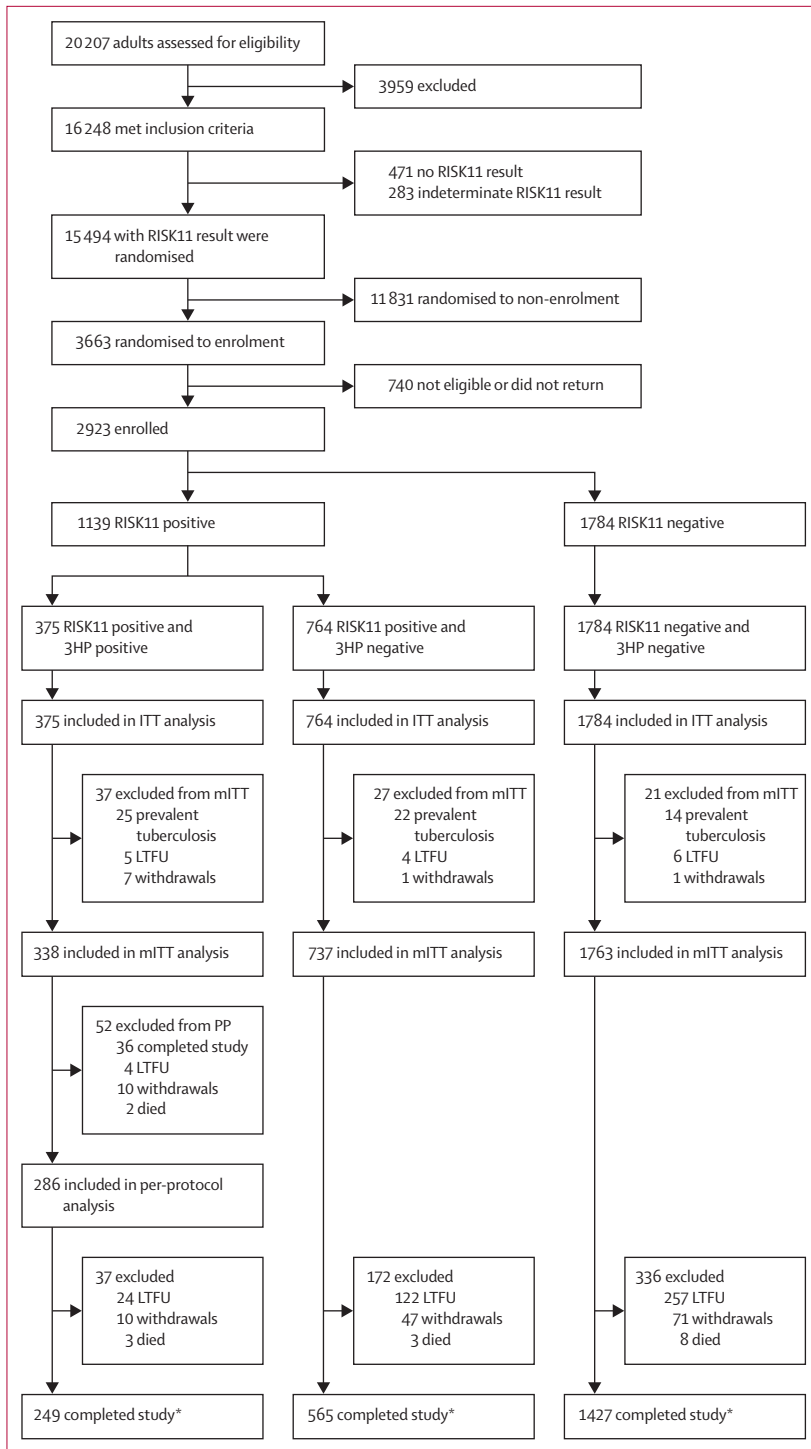 20 207 adults assessed for eligibility
3959 excluded
16 248 met inclusion criteria
471 no RISK11 result
283 indeterminate RISK11 result
15 494 with RISK11 result were
randomised
11 831 randomised to non-enrolment
3663 randomised to enrolment
740 not eligible or did not return
2923 enrolled
1139 RISK11 positive
1784 RISK11 negative
375 RISK11 positive and
3HP positive
764 RISK11 positive and
3HP negative
1784 RISK11 negative and
3HP negative
375 included in ITT analysis
764 included in ITT analysis
1784 included in ITT analysis
37 excluded from mITT
25 prevalent
tuberculosis
5 LTFU
7 withdrawals
27 excluded from mITT
22 prevalent
tuberculosis
4 LTFU
1 withdrawals
21 excluded from mITT
14 prevalent
tuberculosis
6 LTFU
1 withdrawals
338 included in mITT analysis
737 included in mITT analysis
1763 included in mITT analysis
52 excluded from PP
36 completed study
4 LTFU
10 withdrawals
2 died
286 included in per-protocol
analysis
37 excluded
24 LTFU
10 withdrawals
3 died
172 excluded
122 LTFU
47 withdrawals
3 died
336 excluded
257 LTFU
71 withdrawals
8 died
249 completed study*
565 completed study*
1427 completed study*